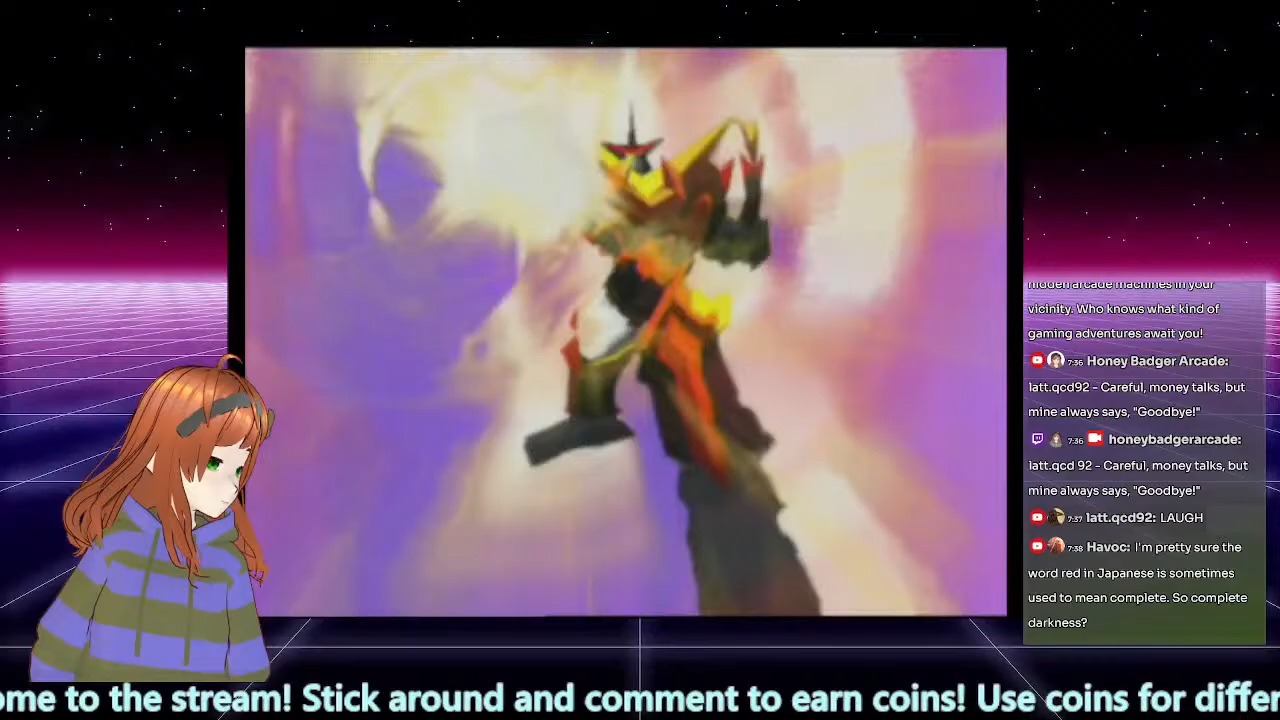 hidden arcade machines in your
vicinity. Who knows what kind of
gaming adventures await you!
7:36 Honey Badger Arcade:
latt.qcd92 - Careful, money talks, but
mine always says, "Goodbye!"
7:36 honeybadgerarcade:
latt.qcd 92 - Careful, money talks, but
mine always says, "Goodbye!"
7:37 latt.qcd92: LAUGH
7:38 Havoc: I'm pretty sure the
word red in Japanese is sometimes
used to mean complete. So complete
darkness?
ome to the stream! Stick around and comment to earn coins! Use coins for differ